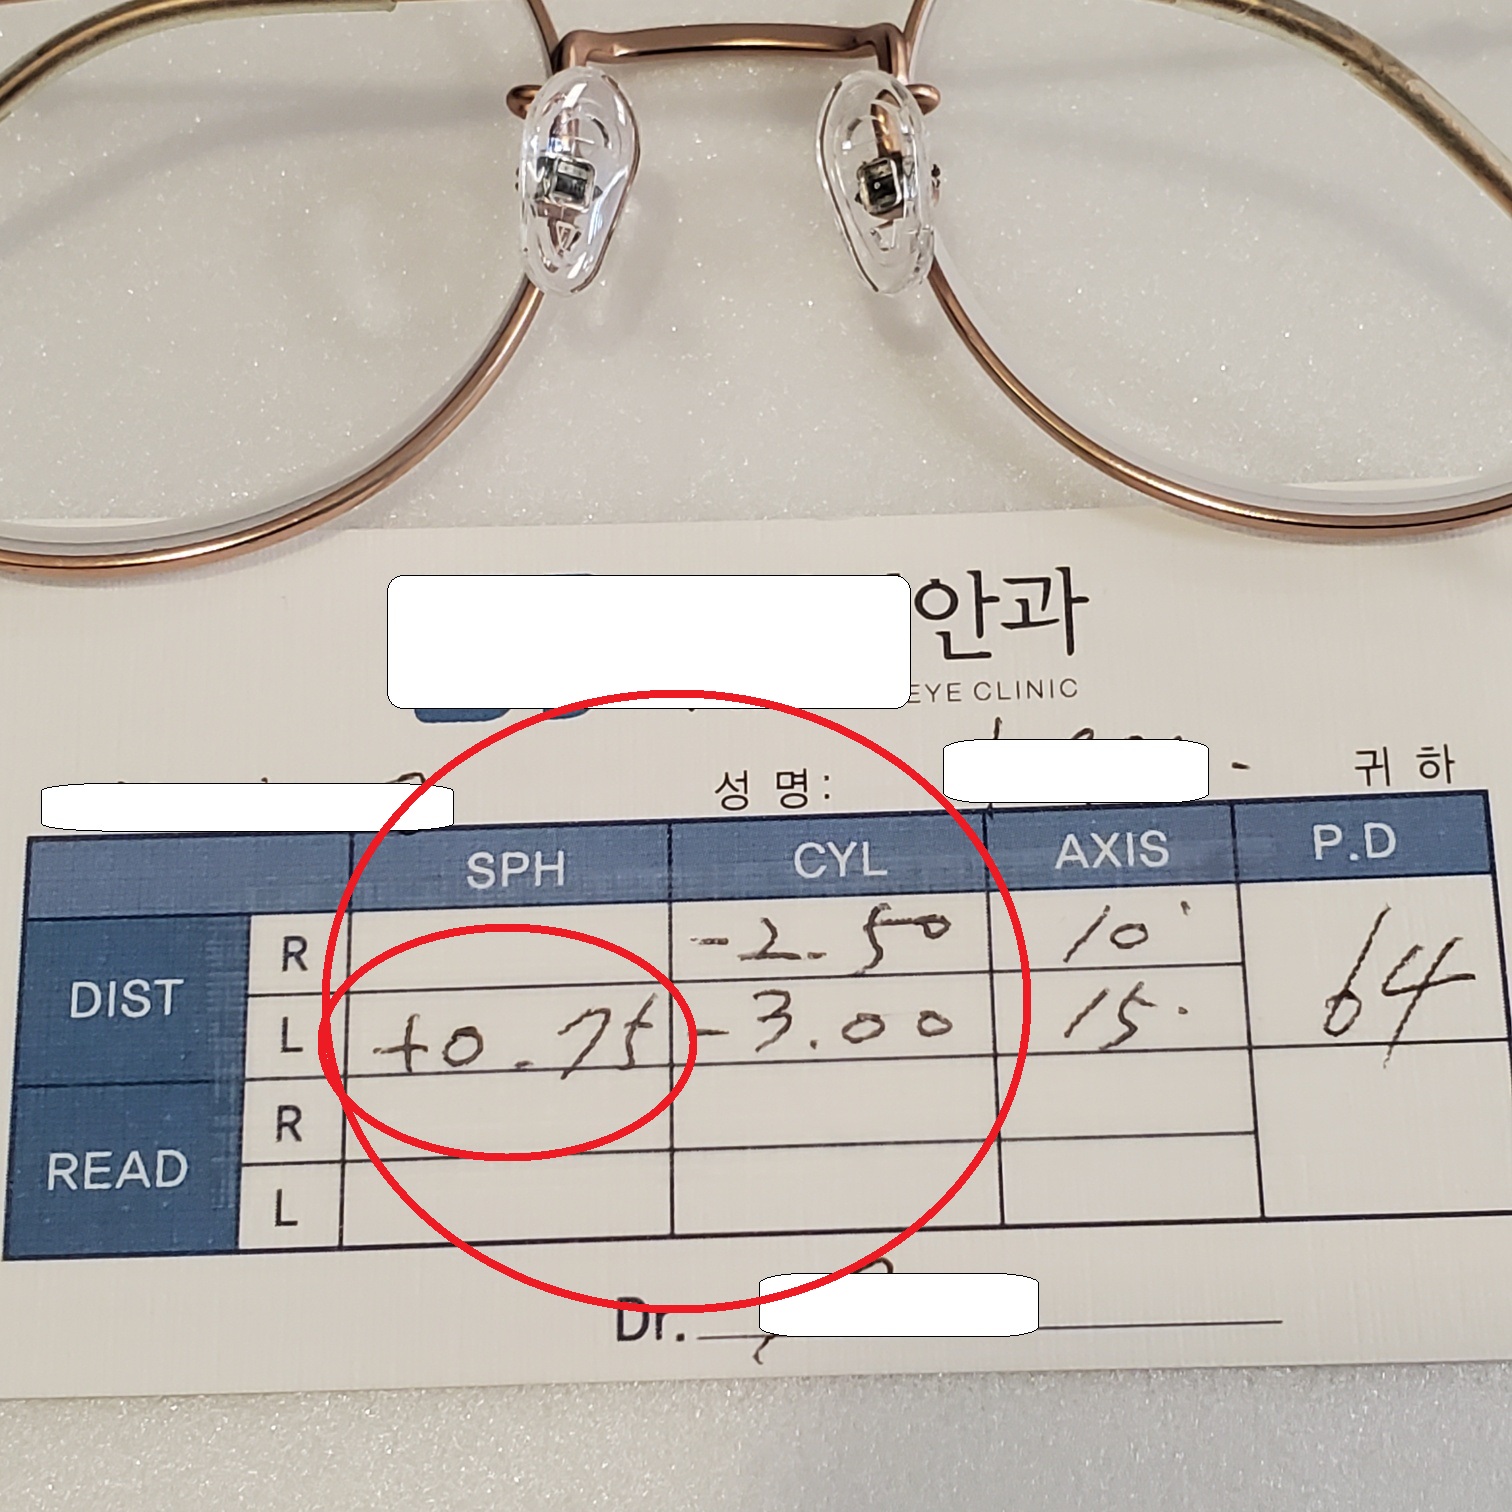 안과
EYE CLINIC
성명: 귀하
SPH CYL AXIS P.D
DIST R -2.50 10° 64
L +0.75 -3.00 15°
READ R
L
Dr.